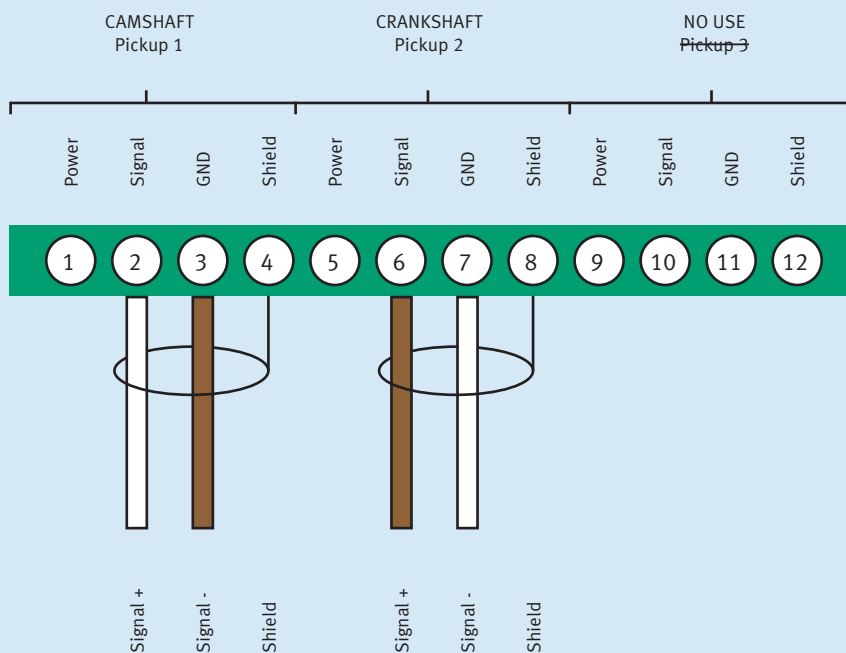 CAMSHAFT
Pickup 1
CRANKSHAFT
Pickup 2
NO USE
Pickup 3
Power
Signal
GND
Shield
Power
Signal
GND
Shield
Power
Signal
GND
Shield
1
2
3
4
5
6
7
8
9
10
11
12
Signal +
Signal -
Shield
Signal +
Signal -
Shield